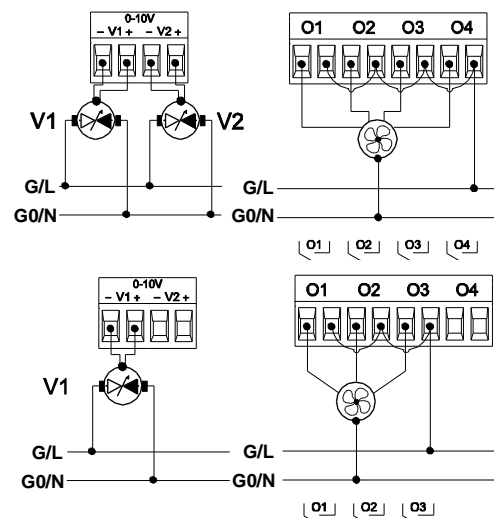 0-10V
– V1 + – V2 +
O1 O2 O3 O4
V1
V2
G/L
G0/N
G/L
G0/N
O1 O2 O3 O4
0-10V
– V1 + – V2 +
O1 O2 O3 O4
V1
G/L
G0/N
G/L
G0/N
O1 O2 O3